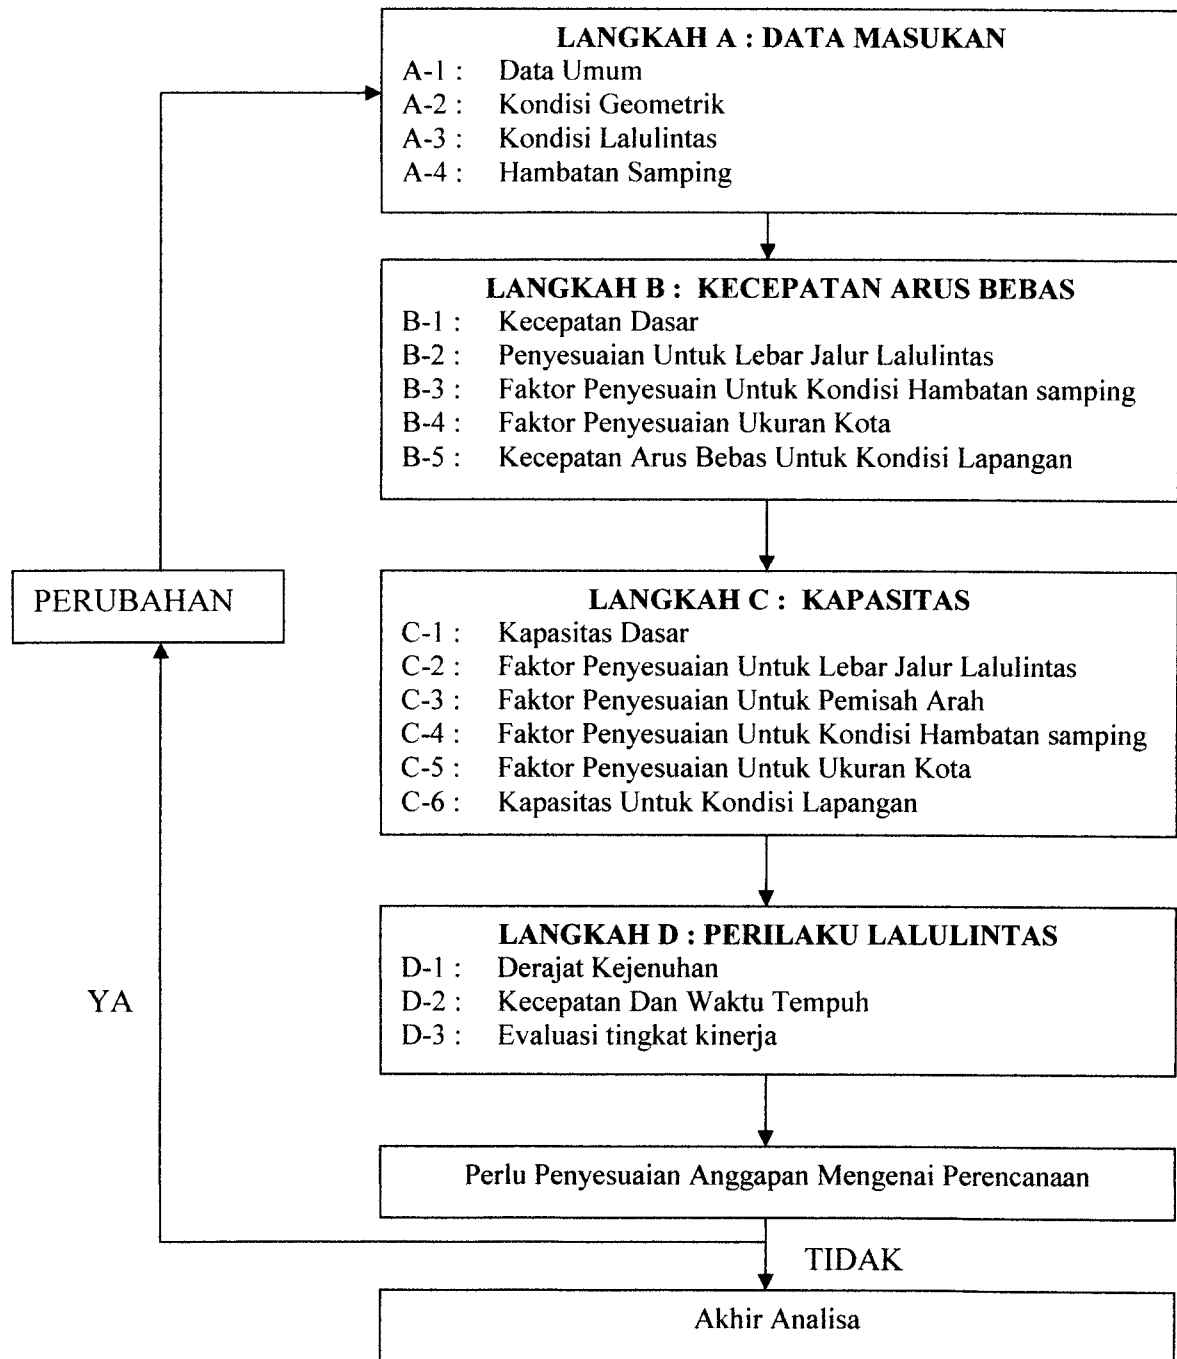 LANGKAH A : DATA MASUKAN
A-1 : Data Umum
A-2 : Kondisi Geometrik
A-3 : Kondisi Lalulintas
A-4 : Hambatan Samping
LANGKAH B : KECEPATAN ARUS BEBAS
B-1 : Kecepatan Dasar
B-2 : Penyesuaian Untuk Lebar Jalur Lalulintas
B-3 : Faktor Penyesuain Untuk Kondisi Hambatan samping
B-4 : Faktor Penyesuaian Ukuran Kota
B-5 : Kecepatan Arus Bebas Untuk Kondisi Lapangan
PERUBAHAN
LANGKAH C : KAPASITAS
C-1 : Kapasitas Dasar
C-2 : Faktor Penyesuaian Untuk Lebar Jalur Lalulintas
C-3 : Faktor Penyesuaian Untuk Pemisah Arah
C-4 : Faktor Penyesuaian Untuk Kondisi Hambatan samping
C-5 : Faktor Penyesuaian Untuk Ukuran Kota
C-6 : Kapasitas Untuk Kondisi Lapangan
LANGKAH D : PERILAKU LALULINTAS
D-1 : Derajat Kejenuhan
D-2 : Kecepatan Dan Waktu Tempuh
D-3 : Evaluasi tingkat kinerja
YA
Perlu Penyesuaian Anggapan Mengenai Perencanaan
TIDAK
Akhir Analisa